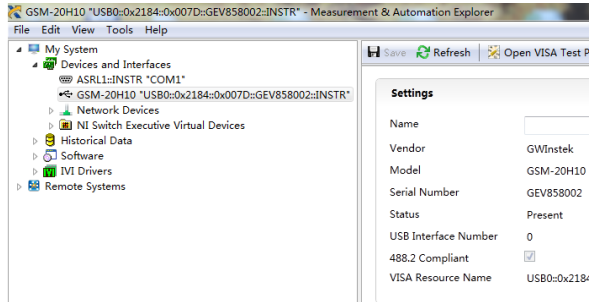 GSM-20H10 "USB0::0x2184::0x007D::GEV858002::INSTR" - Measurement & Automation Explorer
File Edit View Tools Help
My System
Devices and Interfaces
ASRL1::INSTR "COM1"
GSM-20H10 "USB0::0x2184::0x007D::GEV858002::INSTR"
Network Devices
NI Switch Executive Virtual Devices
Historical Data
Software
IVI Drivers
Remote Systems
Save Refresh Open VISA Test P
Settings
Name
Vendor GWInstek
Model GSM-20H10
Serial Number GEV858002
Status Present
USB Interface Number 0
488.2 Compliant
VISA Resource Name USB0::0x2184